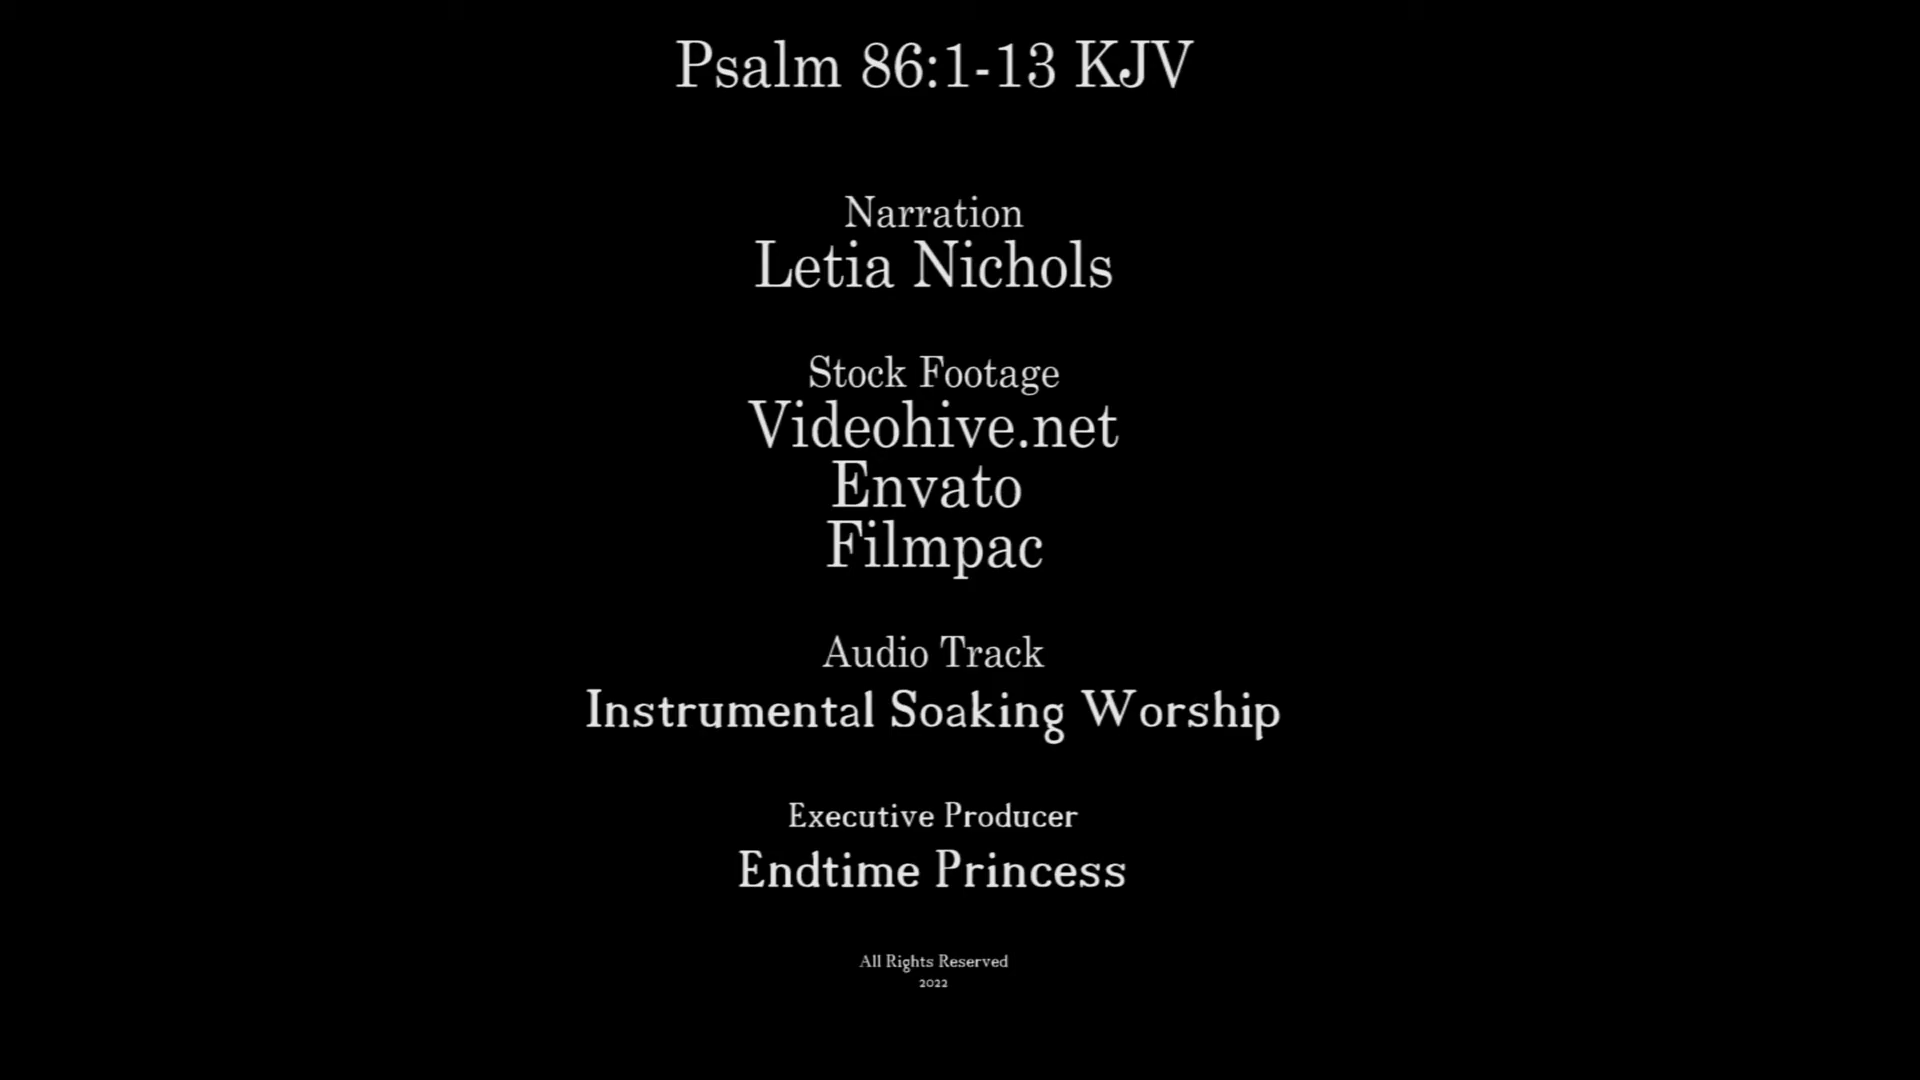 Psalm 86:1-13 KJV
Narration
Letia Nichols
Stock Footage
Videohive.net
Envato
Filmpac
Audio Track
Instrumental Soaking Worship
Executive Producer
Endtime Princess
All Rights Reserved
2022